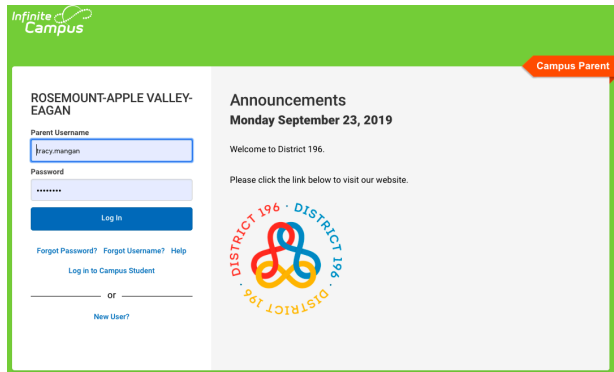 Infinite
Campus
Campus Parent
ROSEMOUNT-APPLE VALLEY-
EAGAN
Parent Username
tracy.mangan
Password
••••••••
Log In
Forgot Password? Forgot Username? Help
Log in to Campus Student
or
New User?
Announcements
Monday September 23, 2019
Welcome to District 196.
Please click the link below to visit our website.
DISTRICT 196 · DISTRICT 196 · DISTRICT 196 ·